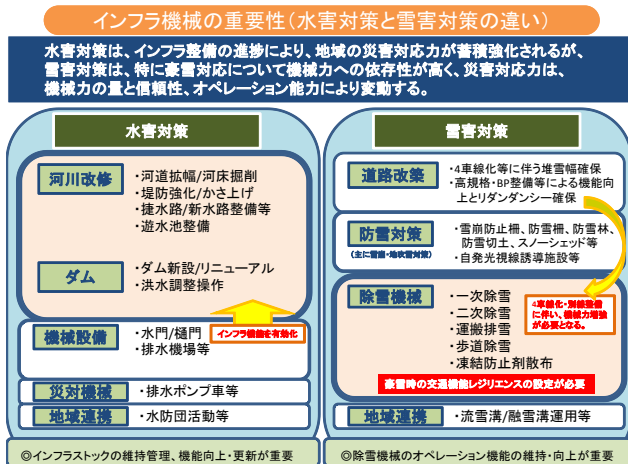 インフラ機械の重要性（水害対策と雪害対策の違い）
水害対策は、インフラ整備の進捗により、地域の災害対応力が蓄積強化されるが、
雪害対策は、特に豪雪対応について機械力への依存性が高く、災害対応力は、
機械力の量と信頼性、オペレーション能力により変動する。
水害対策
河川改修
・河道拡幅/河床掘削
・堤防強化/かさ上げ
・捷水路/新水路整備等
・遊水池整備
ダム
・ダム新設/リニューアル
・洪水調整操作
機械設備
・水門/樋門
・排水機場等
インフラ機能を有効化
災対機械
・排水ポンプ車等
地域連携
・水防団活動等
◎インフラストックの維持管理、機能向上・更新が重要
雪害対策
道路改築
・4車線化等に伴う堆雪幅確保
・高規格・BP整備等による機能向
上とリダンダンシー確保
防雪対策
(主に雪崩・地吹雪対策)
・雪崩防止柵、防雪柵、防雪林、
防雪切土、スノーシェッド等
・自発光視線誘導施設等
除雪機械
・一次除雪
・二次除雪
・運搬排雪
・歩道除雪
・凍結防止剤散布
4車線化・別線整備
に伴い、機械力増強
が必要となる。
豪雪時の交通機能レジリエンスの設定が必要
地域連携
・流雪溝/融雪溝運用等
◎除雪機械のオペレーション機能の維持・向上が重要